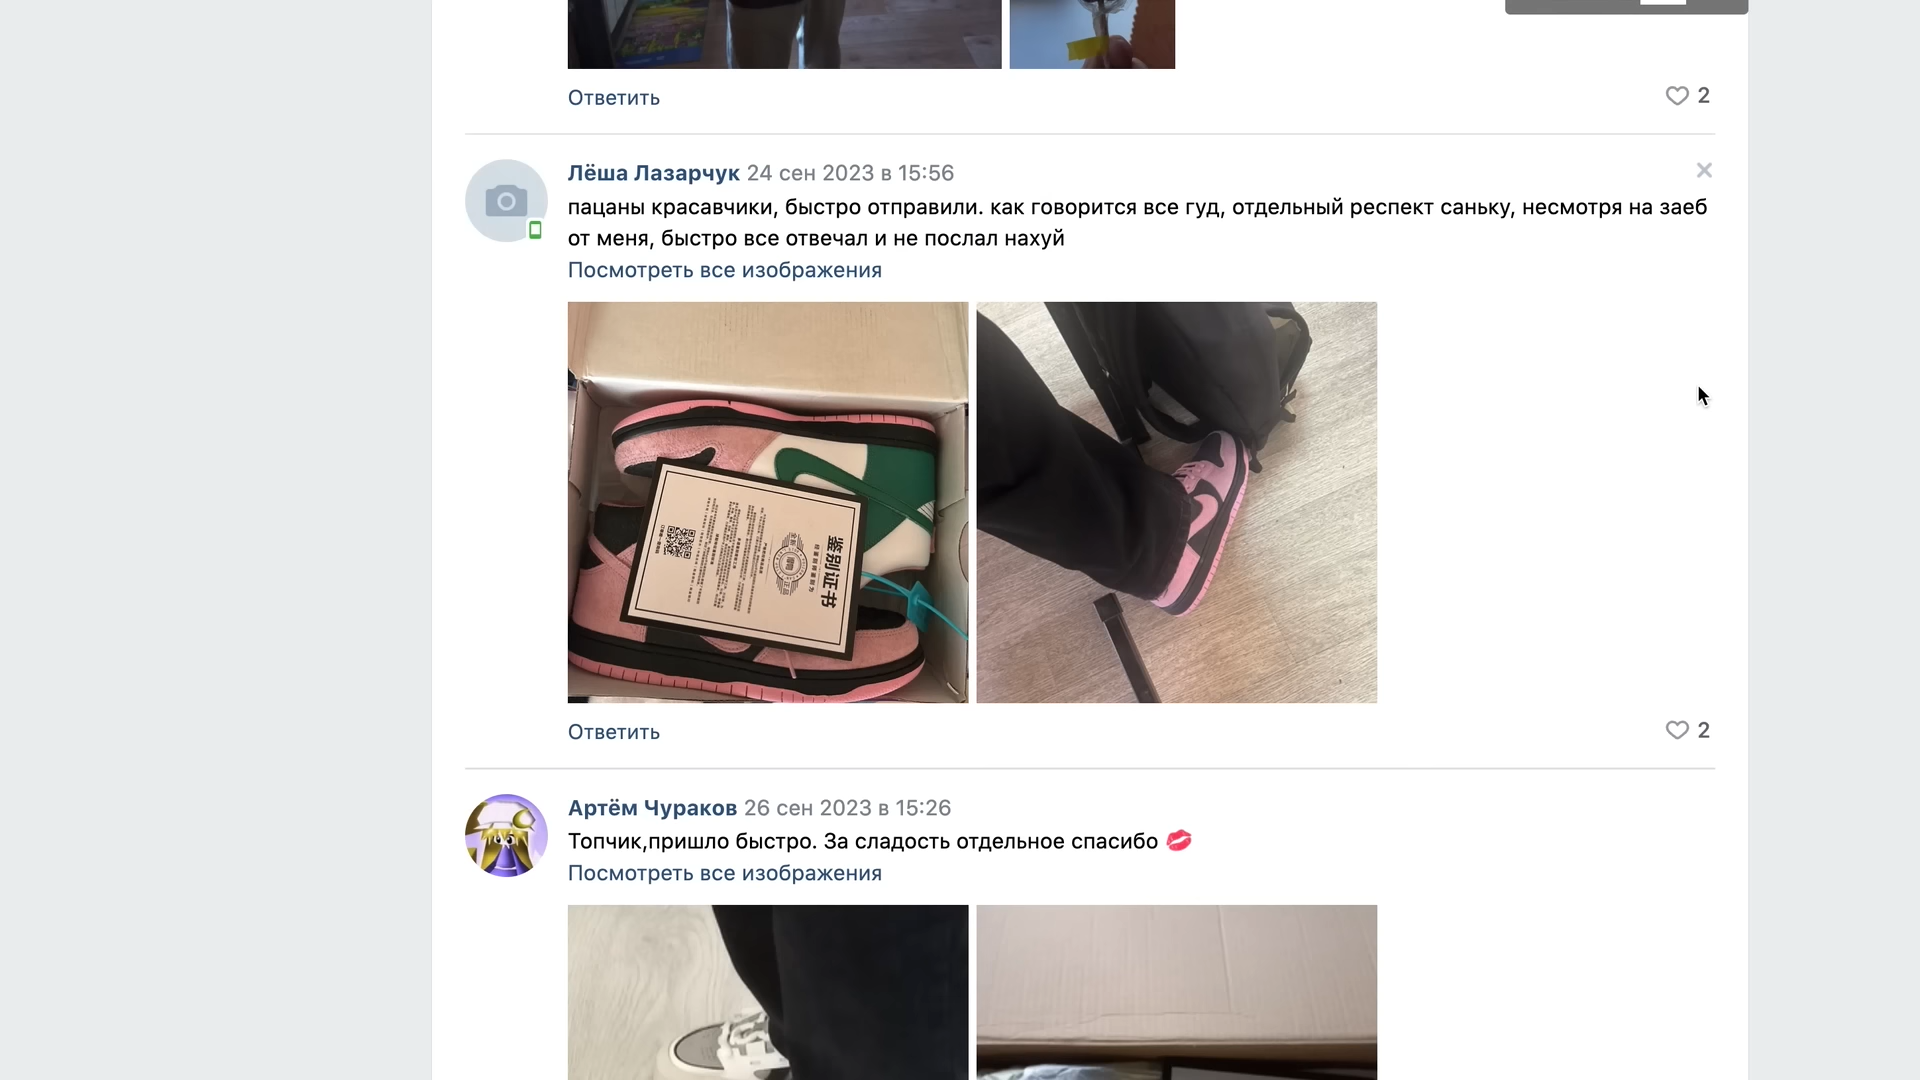 Ответить
2
Лёша Лазарчук 24 сен 2023 в 15:56
пацаны красавчики, быстро отправили. как говорится все гуд, отдельный респект саньку, несмотря на заеб
от меня, быстро все отвечал и не послал нахуй
Посмотреть все изображения
鉴别证书
Ответить
2
Артём Чураков 26 сен 2023 в 15:26
Топчик,пришло быстро. За сладость отдельное спасибо 💋
Посмотреть все изображения